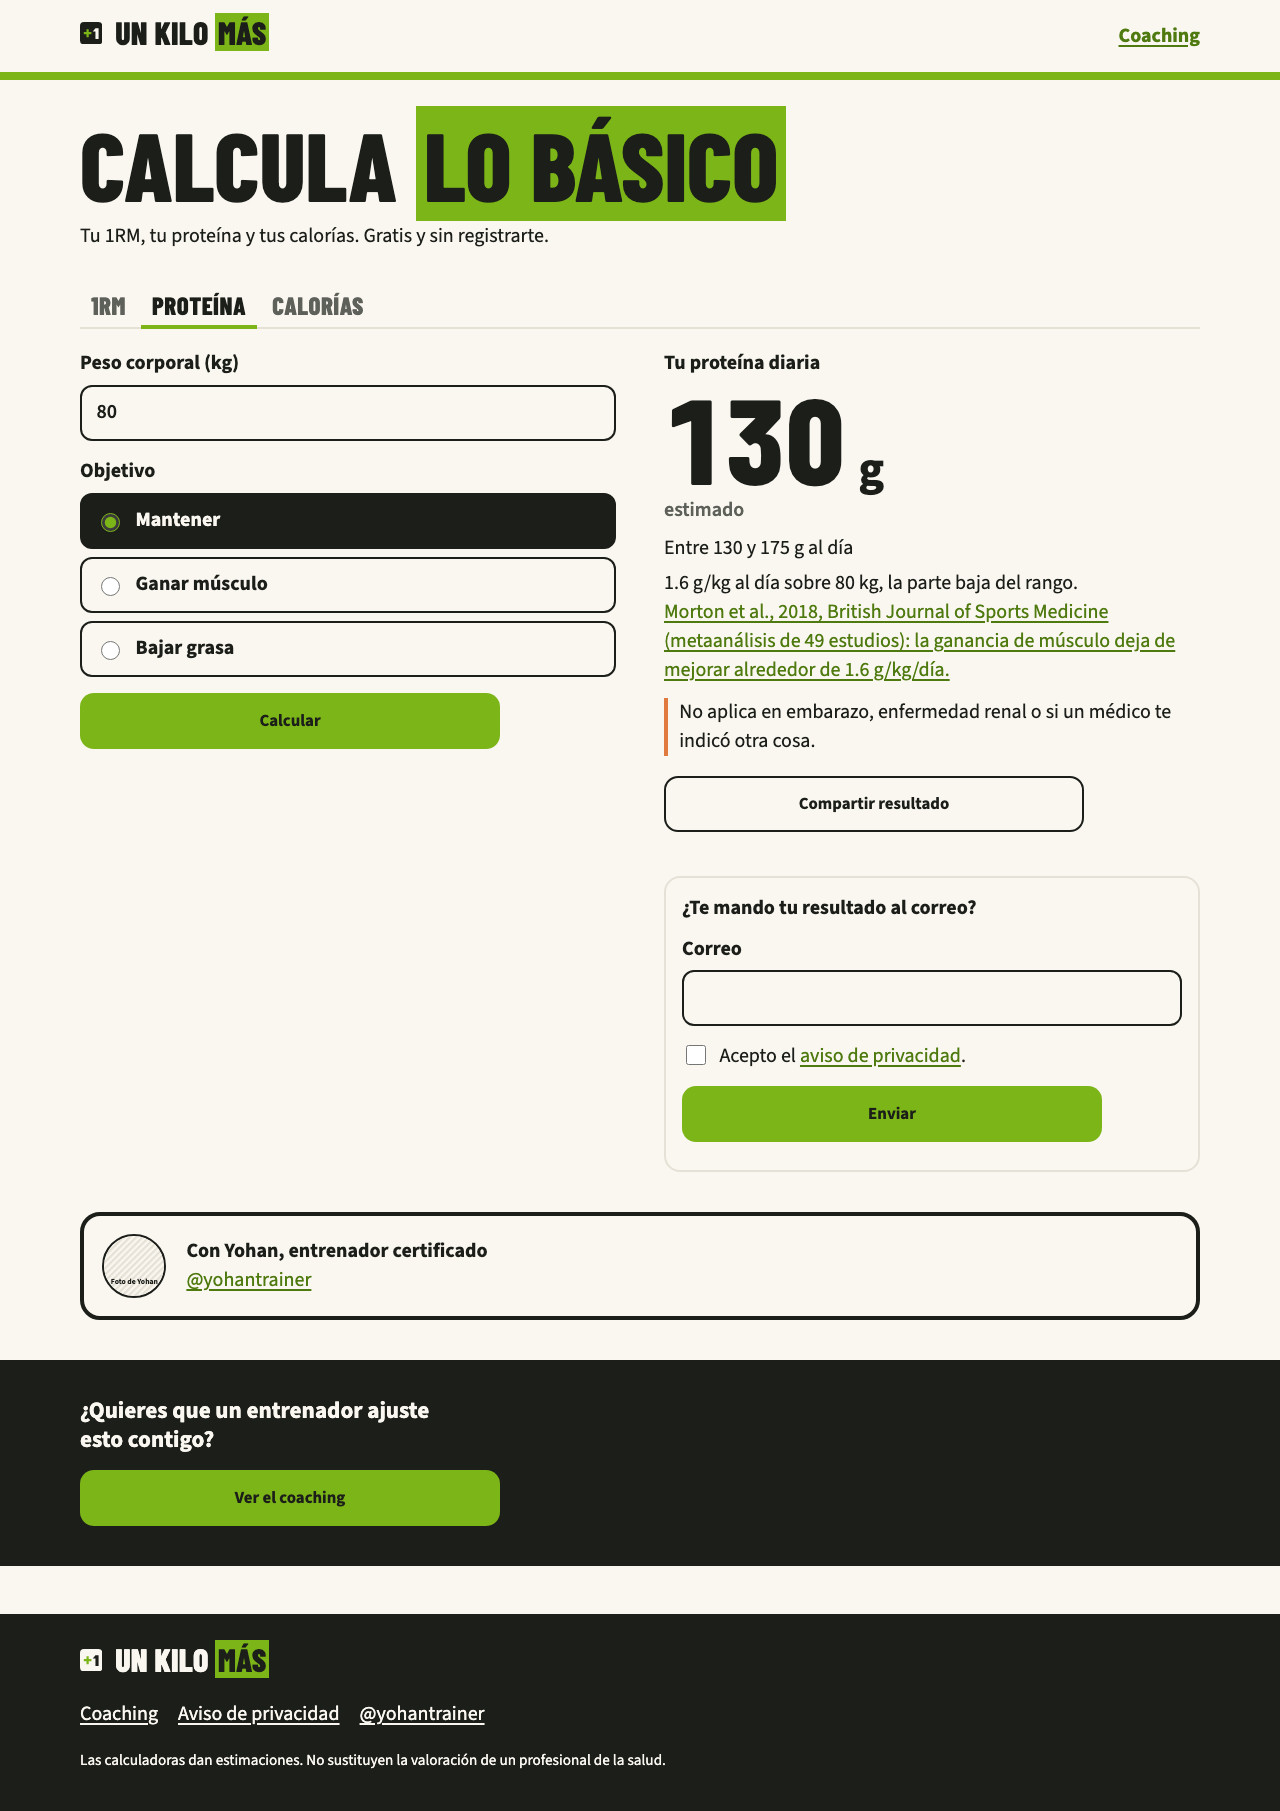 +1 UN KILO MÁS
Coaching
CALCULA LO BÁSICO
Tu 1RM, tu proteína y tus calorías. Gratis y sin registrarte.
1RM PROTEÍNA CALORÍAS
Peso corporal (kg)
80
Objetivo
Mantener
Ganar músculo
Bajar grasa
Calcular
Tu proteína diaria
130 g
estimado
Entre 130 y 175 g al día
1.6 g/kg al día sobre 80 kg, la parte baja del rango.
Morton et al., 2018, British Journal of Sports Medicine
(metaanálisis de 49 estudios): la ganancia de músculo deja de
mejorar alrededor de 1.6 g/kg/día.
No aplica en embarazo, enfermedad renal o si un médico te
indicó otra cosa.
Compartir resultado
¿Te mando tu resultado al correo?
Correo
Acepto el aviso de privacidad.
Enviar
Foto de Yohan
Con Yohan, entrenador certificado
@yohantrainer
¿Quieres que un entrenador ajuste
esto contigo?
Ver el coaching
+1 UN KILO MÁS
Coaching Aviso de privacidad @yohantrainer
Las calculadoras dan estimaciones. No sustituyen la valoración de un profesional de la salud.